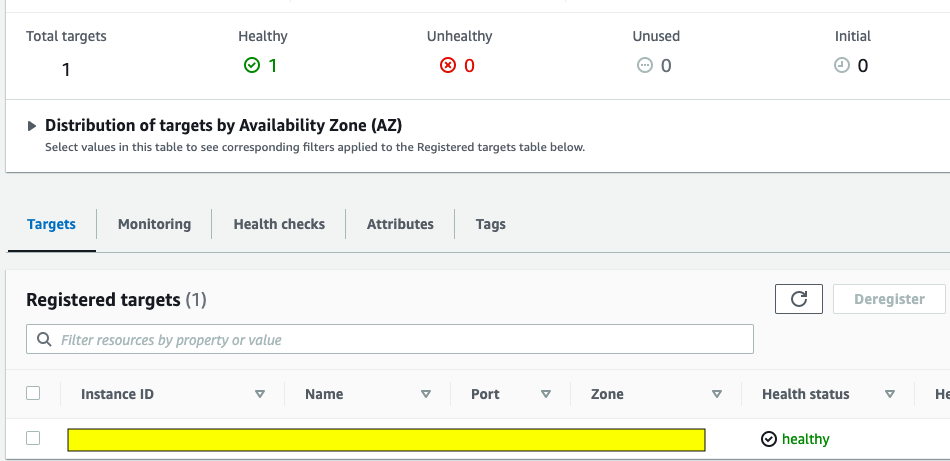 Total targets
Healthy
Unhealthy
Unused
Initial
1
1
0
0
0
Distribution of targets by Availability Zone (AZ)
Select values in this table to see corresponding filters applied to the Registered targets table below.
Targets
Monitoring
Health checks
Attributes
Tags
Registered targets (1)
Deregister
Filter resources by property or value
Instance ID
Name
Port
Zone
Health status
He
healthy